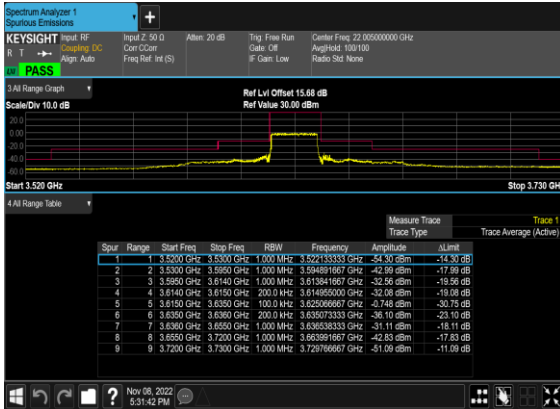 Spectrum Analyzer 1
Spurious Emissions
+
KEYSIGHT
R T
LN
PASS
Input: RF
Coupling: DC
Align: Auto
Input Z: 50 Ω
Corr CCorr
Freq Ref: Int (S)
Atten: 20 dB
Trig: Free Run
Gate: Off
IF Gain: Low
Center Freq: 22.005000000 GHz
Avg|Hold: 100/100
Radio Std: None
3 All Range Graph
Scale/Div 10.0 dB
Ref Lvl Offset 15.68 dB
Ref Value 30.00 dBm
20.0
0.00
-20.0
-40.0
-60.0
Start 3.520 GHz
Stop 3.730 GH
4 All Range Table
Measure Trace Trace 1
Trace Type Trace Average (Active)
Spur Range Start Freq Stop Freq RBW Frequency Amplitude ΔLimit
1 1 3.5200 GHz 3.5300 GHz 1.000 MHz 3.522133333 GHz -54.30 dBm -14.30 dB
2 2 3.5300 GHz 3.5950 GHz 1.000 MHz 3.594891667 GHz -42.99 dBm -17.99 dB
3 3 3.5950 GHz 3.6140 GHz 1.000 MHz 3.613841667 GHz -32.56 dBm -19.56 dB
4 4 3.6140 GHz 3.6150 GHz 200.0 kHz 3.614955000 GHz -32.08 dBm -19.08 dB
5 5 3.6150 GHz 3.6350 GHz 100.0 kHz 3.625066667 GHz -0.748 dBm -30.75 dB
6 6 3.6350 GHz 3.6360 GHz 200.0 kHz 3.635073333 GHz -36.10 dBm -23.10 dB
7 7 3.6360 GHz 3.6550 GHz 1.000 MHz 3.636538333 GHz -31.11 dBm -18.11 dB
8 8 3.6550 GHz 3.7200 GHz 1.000 MHz 3.663991667 GHz -42.83 dBm -17.83 dB
9 9 3.7200 GHz 3.7300 GHz 1.000 MHz 3.729766667 GHz -51.09 dBm -11.09 dB
?
Nov 08, 2022
5:31:42 PM